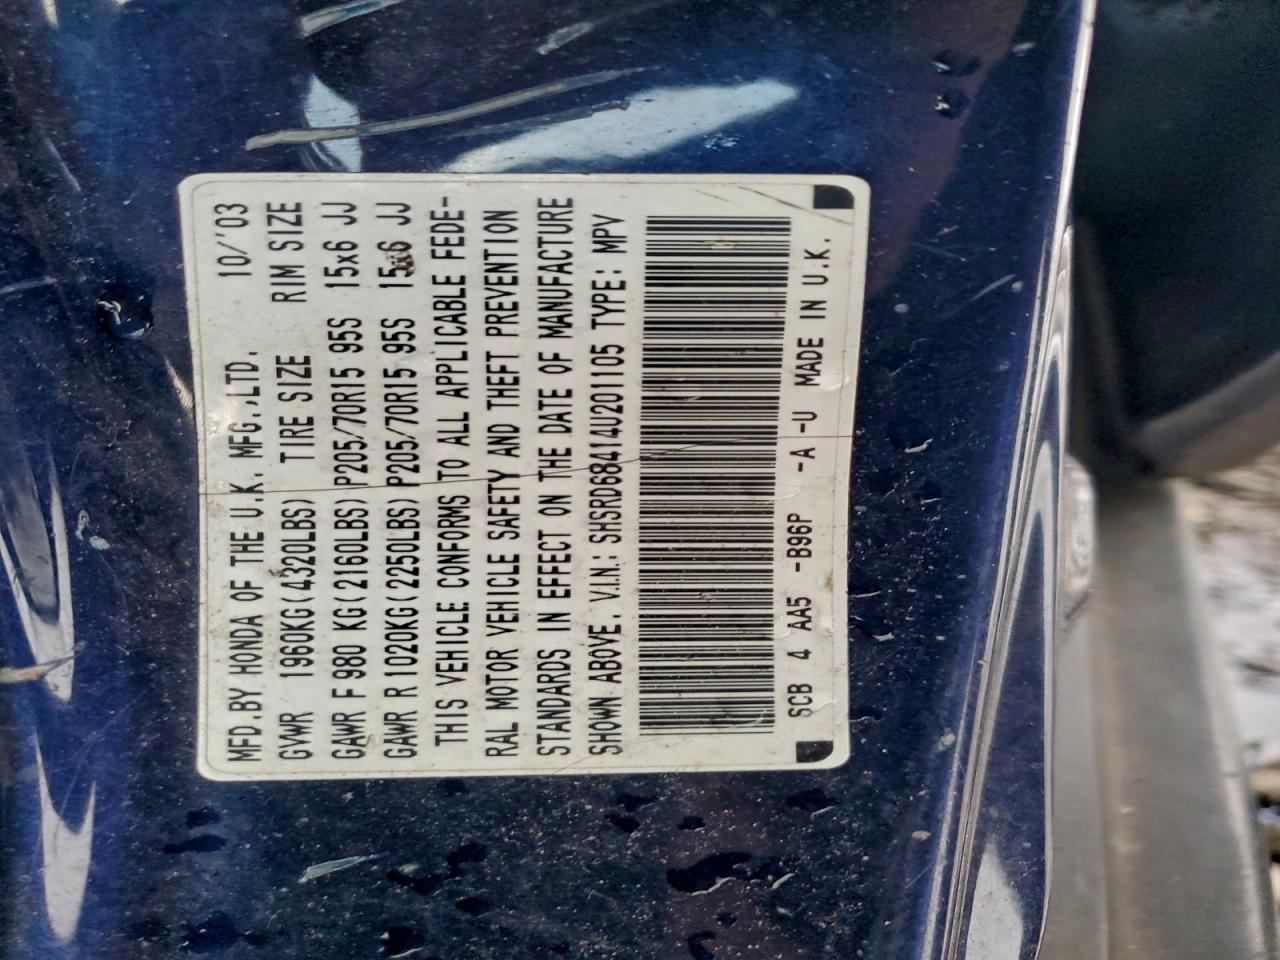 MFD.BY HONDA OF THE U.K. MFG.,LTD. 10/'03
GVWR 1960KG(4320LBS) TIRE SIZE RIM SIZE
GAWR F 980 KG(2160LBS) P205/70R15 95S 15x6 JJ
GAWR R 1020KG(2250LBS) P205/70R15 95S 15x6 JJ
THIS VEHICLE CONFORMS TO ALL APPLICABLE FEDE-
RAL MOTOR VEHICLE SAFETY AND THEFT PREVENTION
STANDARDS IN EFFECT ON THE DATE OF MANUFACTURE
SHOWN ABOVE. V.I.N.: SHSRD68414U201105 TYPE: MPV
SCB 4 AA5 -B96P -A -U MADE IN U.K.